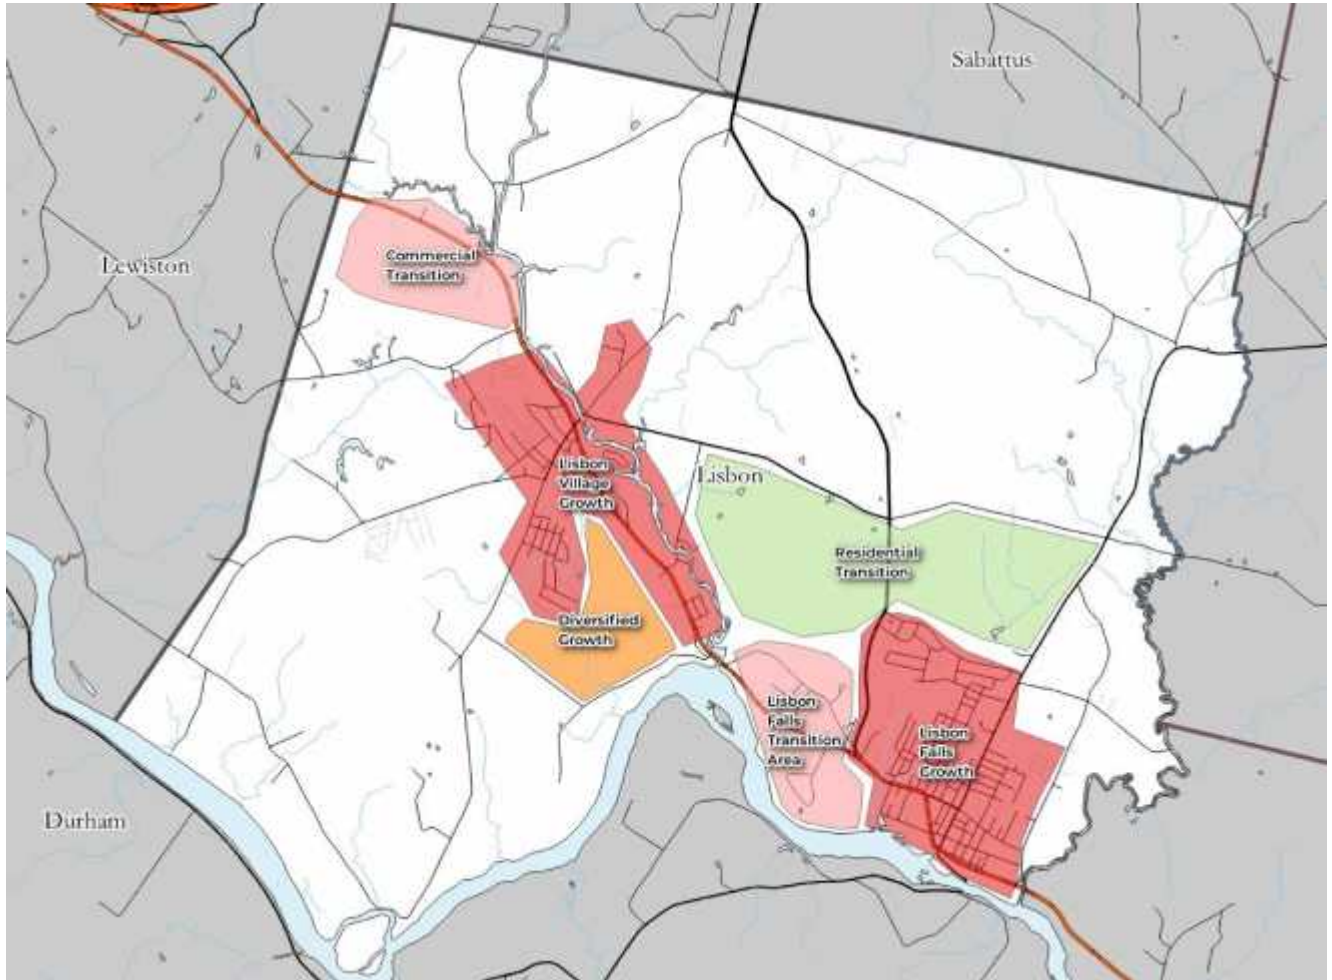 Sabattus
Commercial
Transition
Lewiston
Lisbon
Village
Growth
Lisbon
Residential
Transition
Diversified
Growth
Lisbon
Falls
Transition
Area
Lisbon
Falls
Growth
Durham